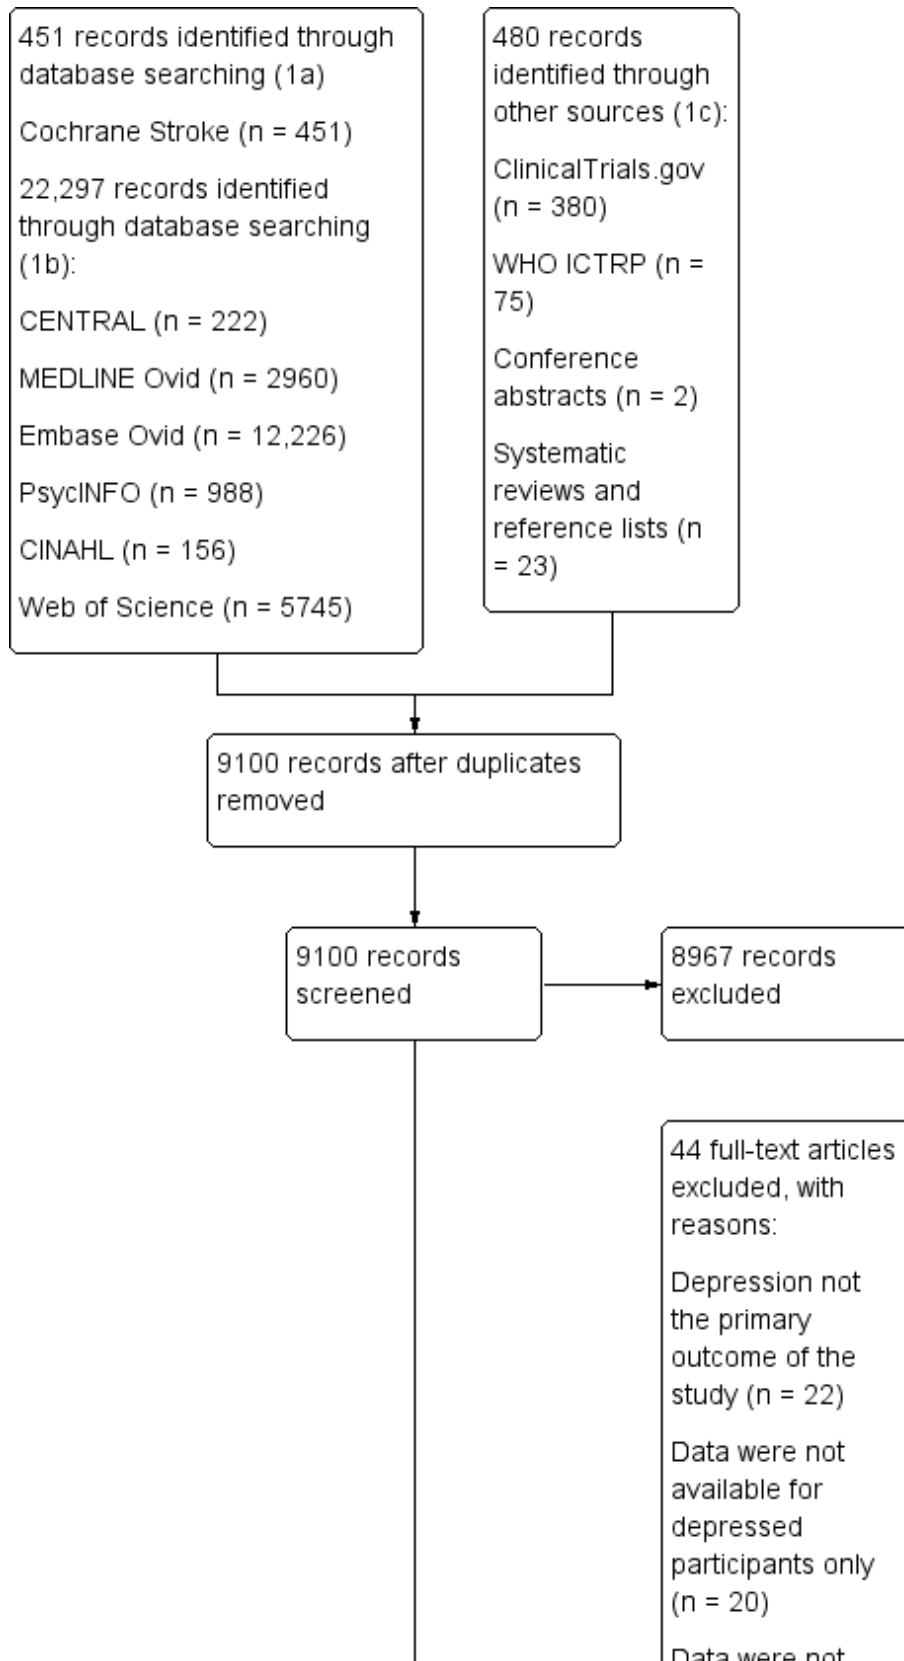 451 records identified through
database searching (1a)
Cochrane Stroke (n = 451)
22,297 records identified
through database searching
(1b):
CENTRAL (n = 222)
MEDLINE Ovid (n = 2960)
Embase Ovid (n = 12,226)
PsycINFO (n = 988)
CINAHL (n = 156)
Web of Science (n = 5745)
480 records
identified through
other sources (1c):
ClinicalTrials.gov
(n = 380)
WHO ICTRP (n =
75)
Conference
abstracts (n = 2)
Systematic
reviews and
reference lists (n
= 23)
9100 records after duplicates
removed
9100 records
screened
8967 records
excluded
44 full-text articles
excluded, with
reasons:
Depression not
the primary
outcome of the
study (n = 22)
Data were not
available for
depressed
participants only
(n = 20)
Data were not